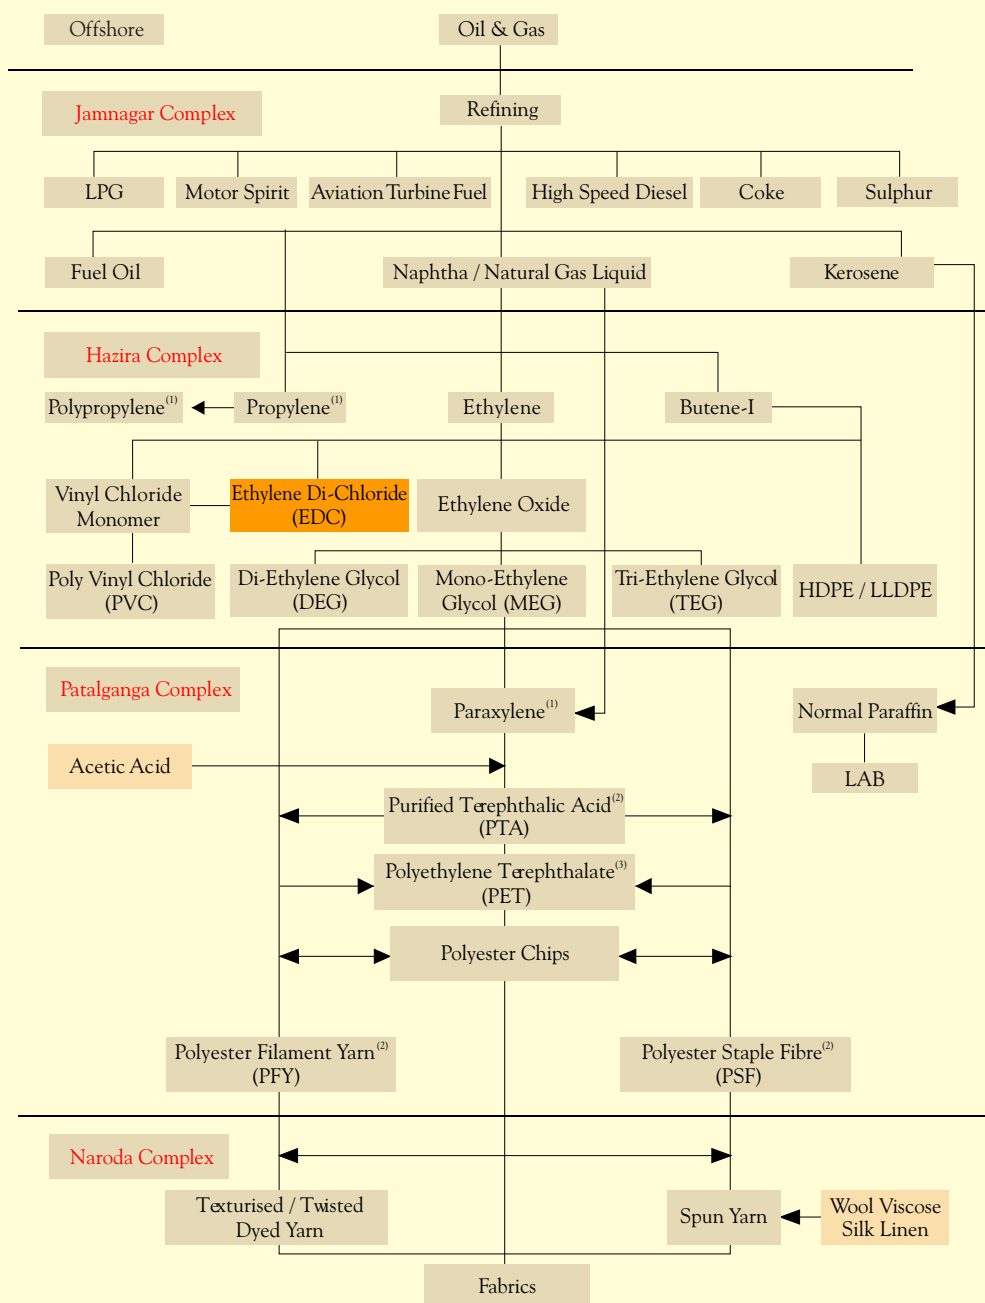 Offshore
Oil & Gas
Jamnagar Complex
Refining
LPG
Motor Spirit
Aviation Turbine Fuel
High Speed Diesel
Coke
Sulphur
Fuel Oil
Naphtha / Natural Gas Liquid
Kerosene
Hazira Complex
Polypropylene(1)
Propylene(1)
Ethylene
Butene-I
Vinyl Chloride
Monomer
Ethylene Di-Chloride
(EDC)
Ethylene Oxide
Poly Vinyl Chloride
(PVC)
Di-Ethylene Glycol
(DEG)
Mono-Ethylene
Glycol (MEG)
Tri-Ethylene Glycol
(TEG)
HDPE / LLDPE
Patalganga Complex
Paraxylene(1)
Normal Paraffin
Acetic Acid
LAB
Purified Terephthalic Acid(2)
(PTA)
Polyethylene Terephthalate(3)
(PET)
Polyester Chips
Polyester Filament Yarn(2)
(PFY)
Polyester Staple Fibre(2)
(PSF)
Naroda Complex
Texturised / Twisted
Dyed Yarn
Spun Yarn
Wool Viscose
Silk Linen
Fabrics